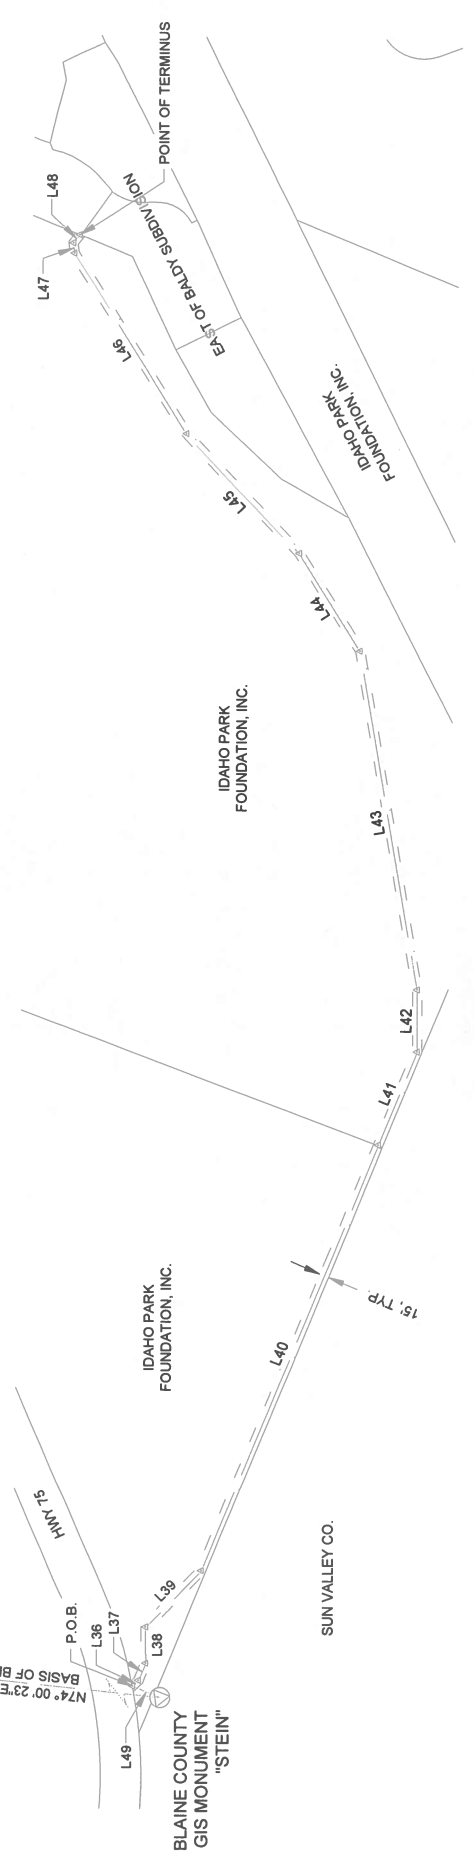 POINT OF TERMINUS
L48
L47
EAST OF BALDY SUBDIVISION
L46
IDAHO PARK
FOUNDATION, INC.
L45
L44
IDAHO PARK
FOUNDATION, INC.
L43
L42
L41
15', TYP.
IDAHO PARK
FOUNDATION, INC.
L40
HWY 75
SUN VALLEY CO.
L39
P.O.B.
L36
L37
L38
N74° 00' 23"E
BASIS OF
L49
BLAINE COUNTY
GIS MONUMENT
"STEIN"